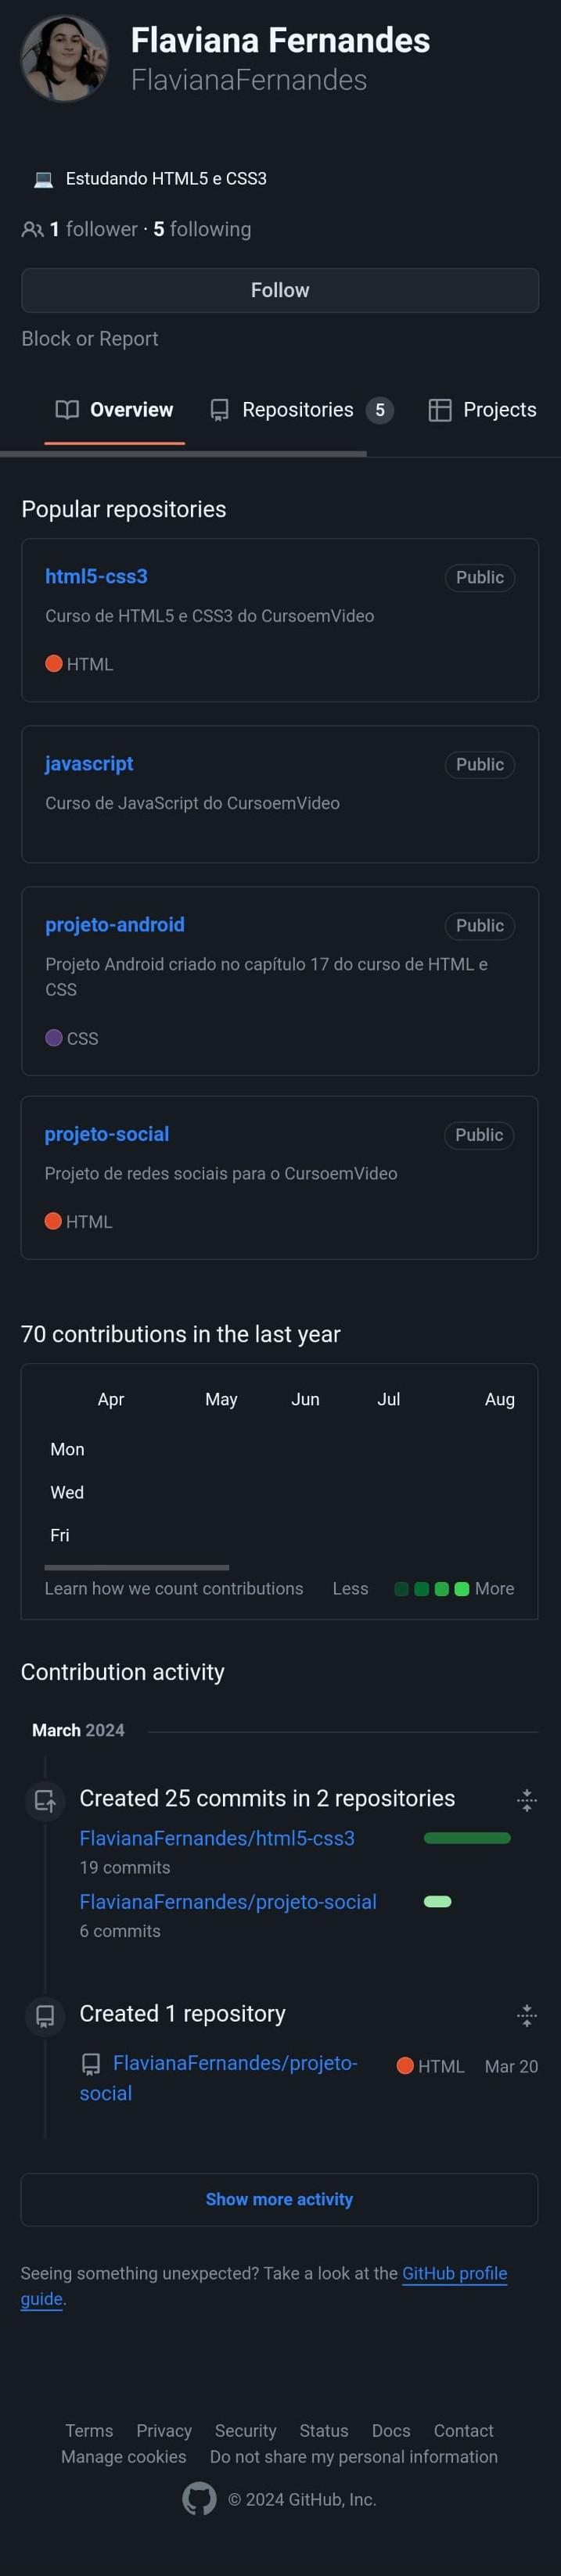 Flaviana Fernandes
FlavianaFernandes
Estudando HTML5 e CSS3
1 follower · 5 following
Follow
Block or Report
Overview Repositories 5 Projects
Popular repositories
html5-css3 Public
Curso de HTML5 e CSS3 do CursoemVideo
HTML
javascript Public
Curso de JavaScript do CursoemVideo
projeto-android Public
Projeto Android criado no capítulo 17 do curso de HTML e
CSS
CSS
projeto-social Public
Projeto de redes sociais para o CursoemVideo
HTML
70 contributions in the last year
Apr May Jun Jul Aug
Mon
Wed
Fri
Learn how we count contributions Less More
Contribution activity
March 2024
Created 25 commits in 2 repositories
FlavianaFernandes/html5-css3
19 commits
FlavianaFernandes/projeto-social
6 commits
Created 1 repository
FlavianaFernandes/projeto- HTML Mar 20
social
Show more activity
Seeing something unexpected? Take a look at the GitHub profile
guide.
Terms Privacy Security Status Docs Contact
Manage cookies Do not share my personal information
© 2024 GitHub, Inc.